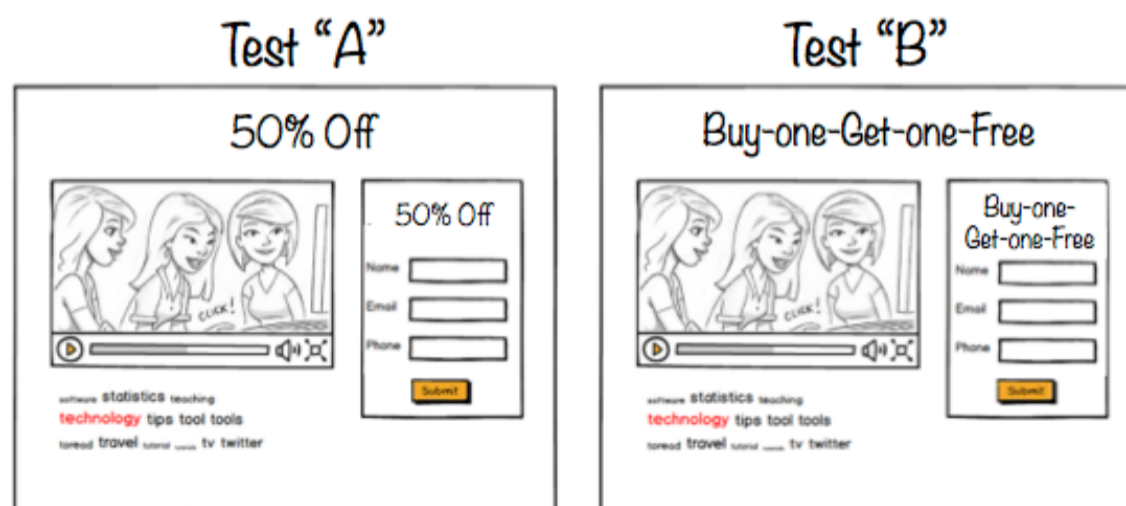 Test “A”
50% Off
CLICK!
50% Off
Name
Email
Phone
Submit
software statistics teaching
technology tips tool tools
toread travel tutorial tv twitter
Test “B”
Buy-one-Get-one-Free
CLICK!
Buy-one-
Get-one-Free
Name
Email
Phone
Submit
software statistics teaching
technology tips tool tools
toread travel tutorial tv twitter